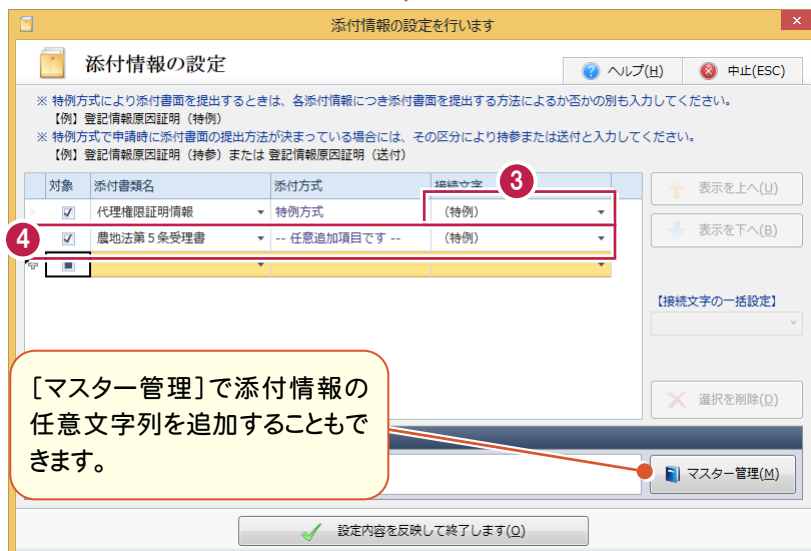 添付情報の設定を行います
添付情報の設定
ヘルプ(H)
中止(ESC)
※ 特例方式により添付書面を提出するときは、各添付情報につき添付書面を提出する方法によるか否かの別も入力してください。
【例】登記情報原因証明（特例）
※ 特例方式で申請時に添付書面の提出方法が決まっている場合には、その区分により持参または送付と入力してください。
【例】登記情報原因証明（持参）または 登記情報原因証明（送付）
対象 添付書類名 添付方式 接続文字
3
代理権限証明情報 特例方式 （特例）
4
農地法第５条受理書 -- 任意追加項目です -- （特例）
表示を上へ(U)
表示を下へ(B)
【接続文字の一括設定】
選択を削除(D)
［マスター管理］で添付情報の
任意文字列を追加することもで
きます。
マスター管理(M)
設定内容を反映して終了します(O)